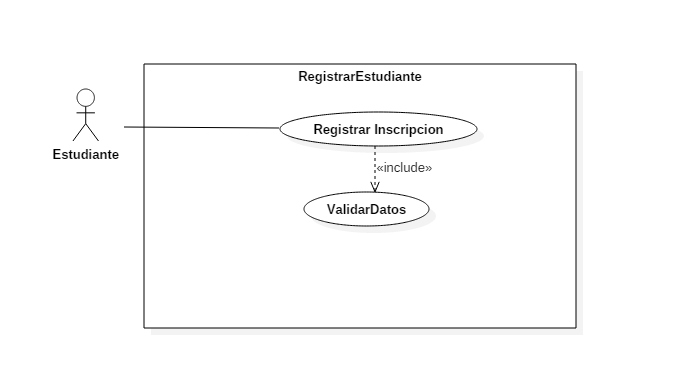 RegistrarEstudiante
Registrar Inscripcion
Estudiante
«include»
ValidarDatos